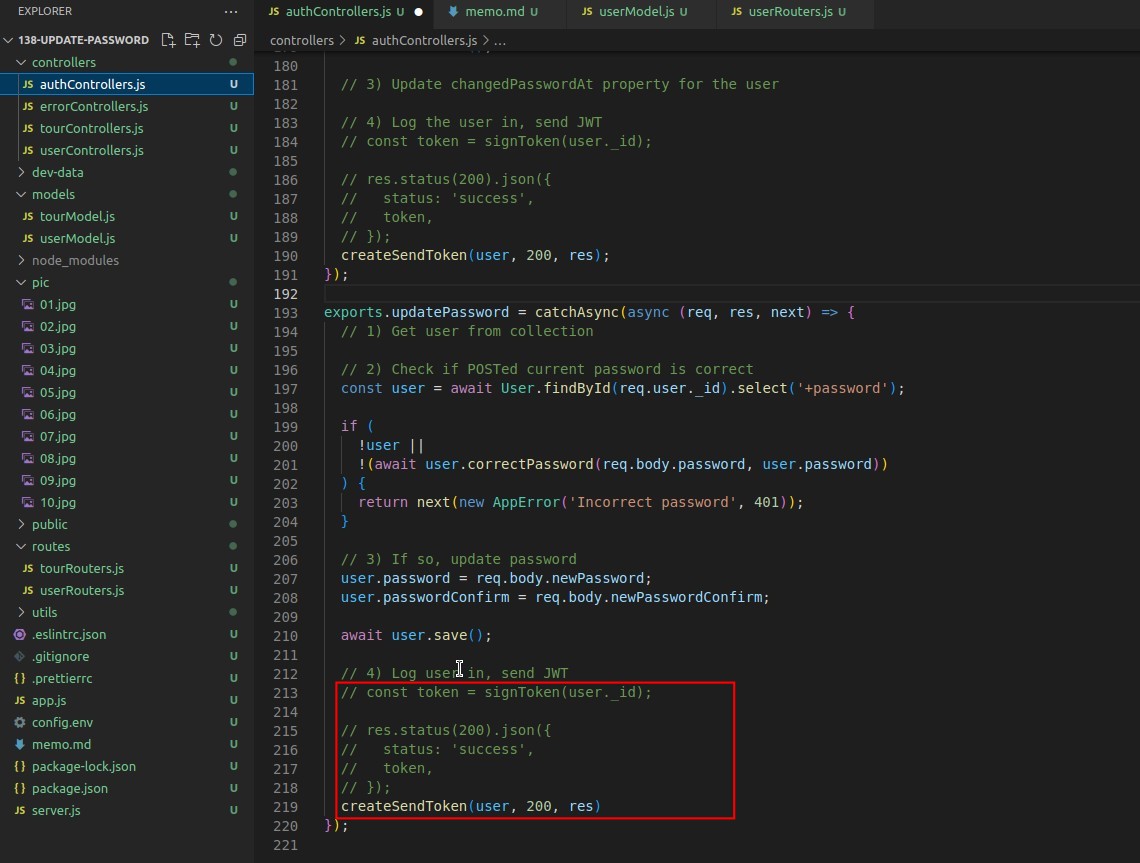 EXPLORER
138-UPDATE-PASSWORD
controllers
JS authControllers.js U
JS errorControllers.js U
JS tourControllers.js U
JS userControllers.js U
dev-data
models
JS tourModel.js U
JS userModel.js U
node_modules
pic
01.jpg U
02.jpg U
03.jpg U
04.jpg U
05.jpg U
06.jpg U
07.jpg U
08.jpg U
09.jpg U
10.jpg U
public
routes
JS tourRouters.js U
JS userRouters.js U
utils
.eslintrc.json U
.gitignore U
{} .prettierrc U
JS app.js U
config.env U
memo.md U
{} package-lock.json U
{} package.json U
JS server.js U
JS authControllers.js U
memo.md U
JS userModel.js U
JS userRouters.js U
controllers > JS authControllers.js > ...
180
181 // 3) Update changedPasswordAt property for the user
182
183 // 4) Log the user in, send JWT
184 // const token = signToken(user._id);
185
186 // res.status(200).json({
187 //   status: 'success',
188 //   token,
189 // });
190 createSendToken(user, 200, res);
191 });
192
193 exports.updatePassword = catchAsync(async (req, res, next) => {
194 // 1) Get user from collection
195
196 // 2) Check if POSTed current password is correct
197 const user = await User.findById(req.user._id).select('+password');
198
199 if (
200 !user ||
201 !(await user.correctPassword(req.body.password, user.password))
202 ) {
203 return next(new AppError('Incorrect password', 401));
204 }
205
206 // 3) If so, update password
207 user.password = req.body.newPassword;
208 user.passwordConfirm = req.body.newPasswordConfirm;
209
210 await user.save();
211
212 // 4) Log user in, send JWT
213 // const token = signToken(user._id);
214
215 // res.status(200).json({
216 //   status: 'success',
217 //   token,
218 // });
219 createSendToken(user, 200, res)
220 });
221